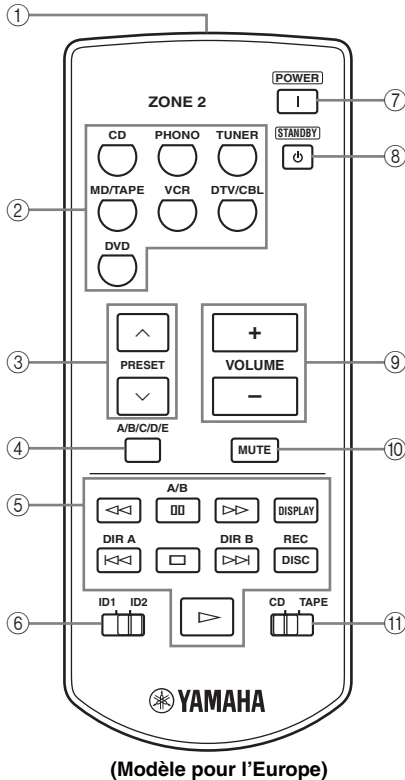 ①
POWER
ZONE 2
⑦
CD PHONO TUNER
STANDBY
⑧
MD/TAPE VCR DTV/CBL
②
DVD
③
PRESET
+
VOLUME
−
⑨
A/B/C/D/E
④
MUTE
⑩
A/B
⑤
DISPLAY
DIR A DIR B REC
DISC
ID1 ID2
⑥
CD TAPE
⑪
YAMAHA
(Modèle pour l'Europe)